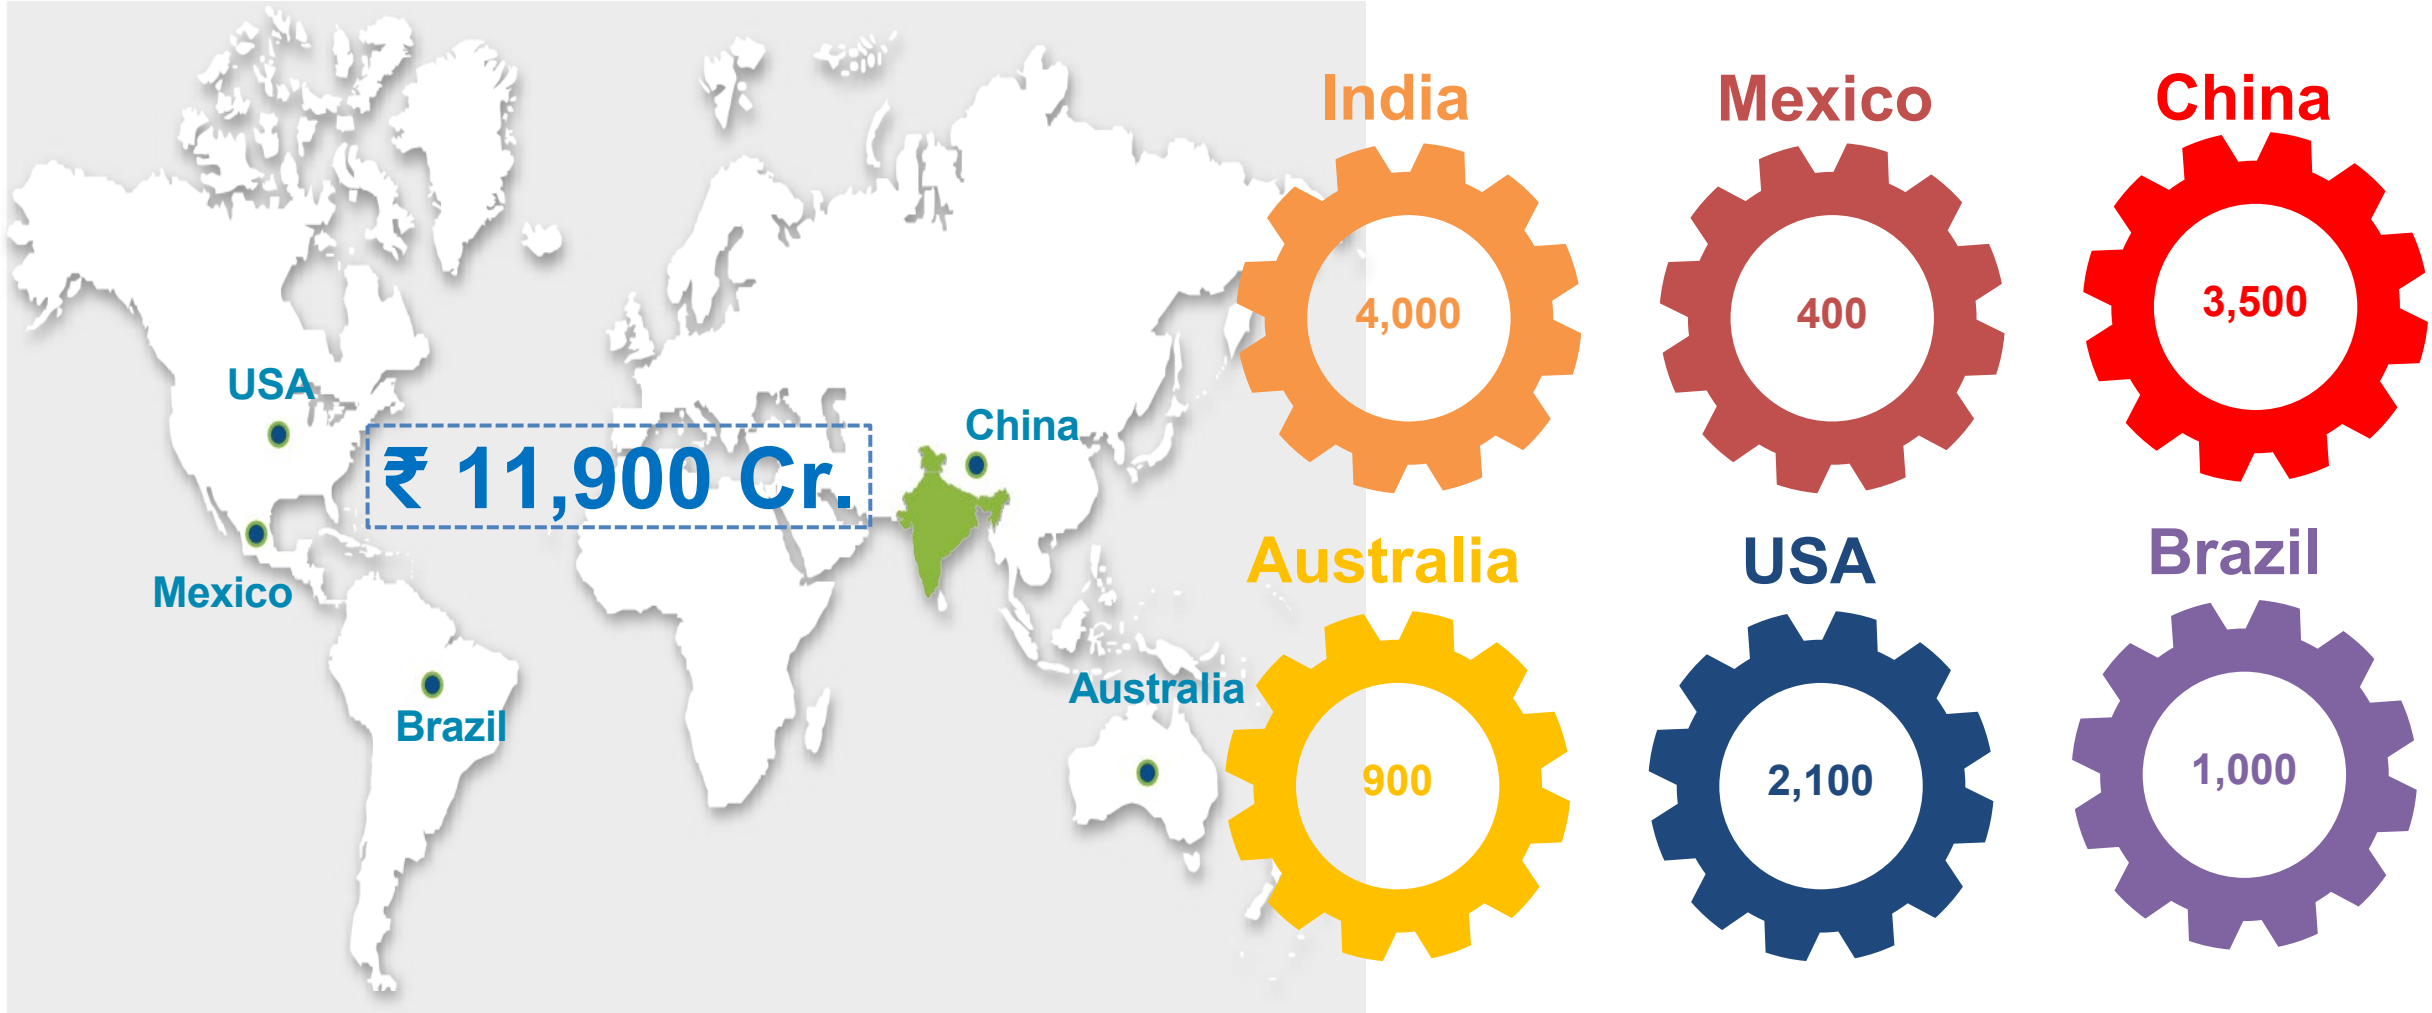 USA
₹ 11,900 Cr.
China
Mexico
Brazil
Australia
India
4,000
Mexico
400
China
3,500
Australia
900
USA
2,100
Brazil
1,000